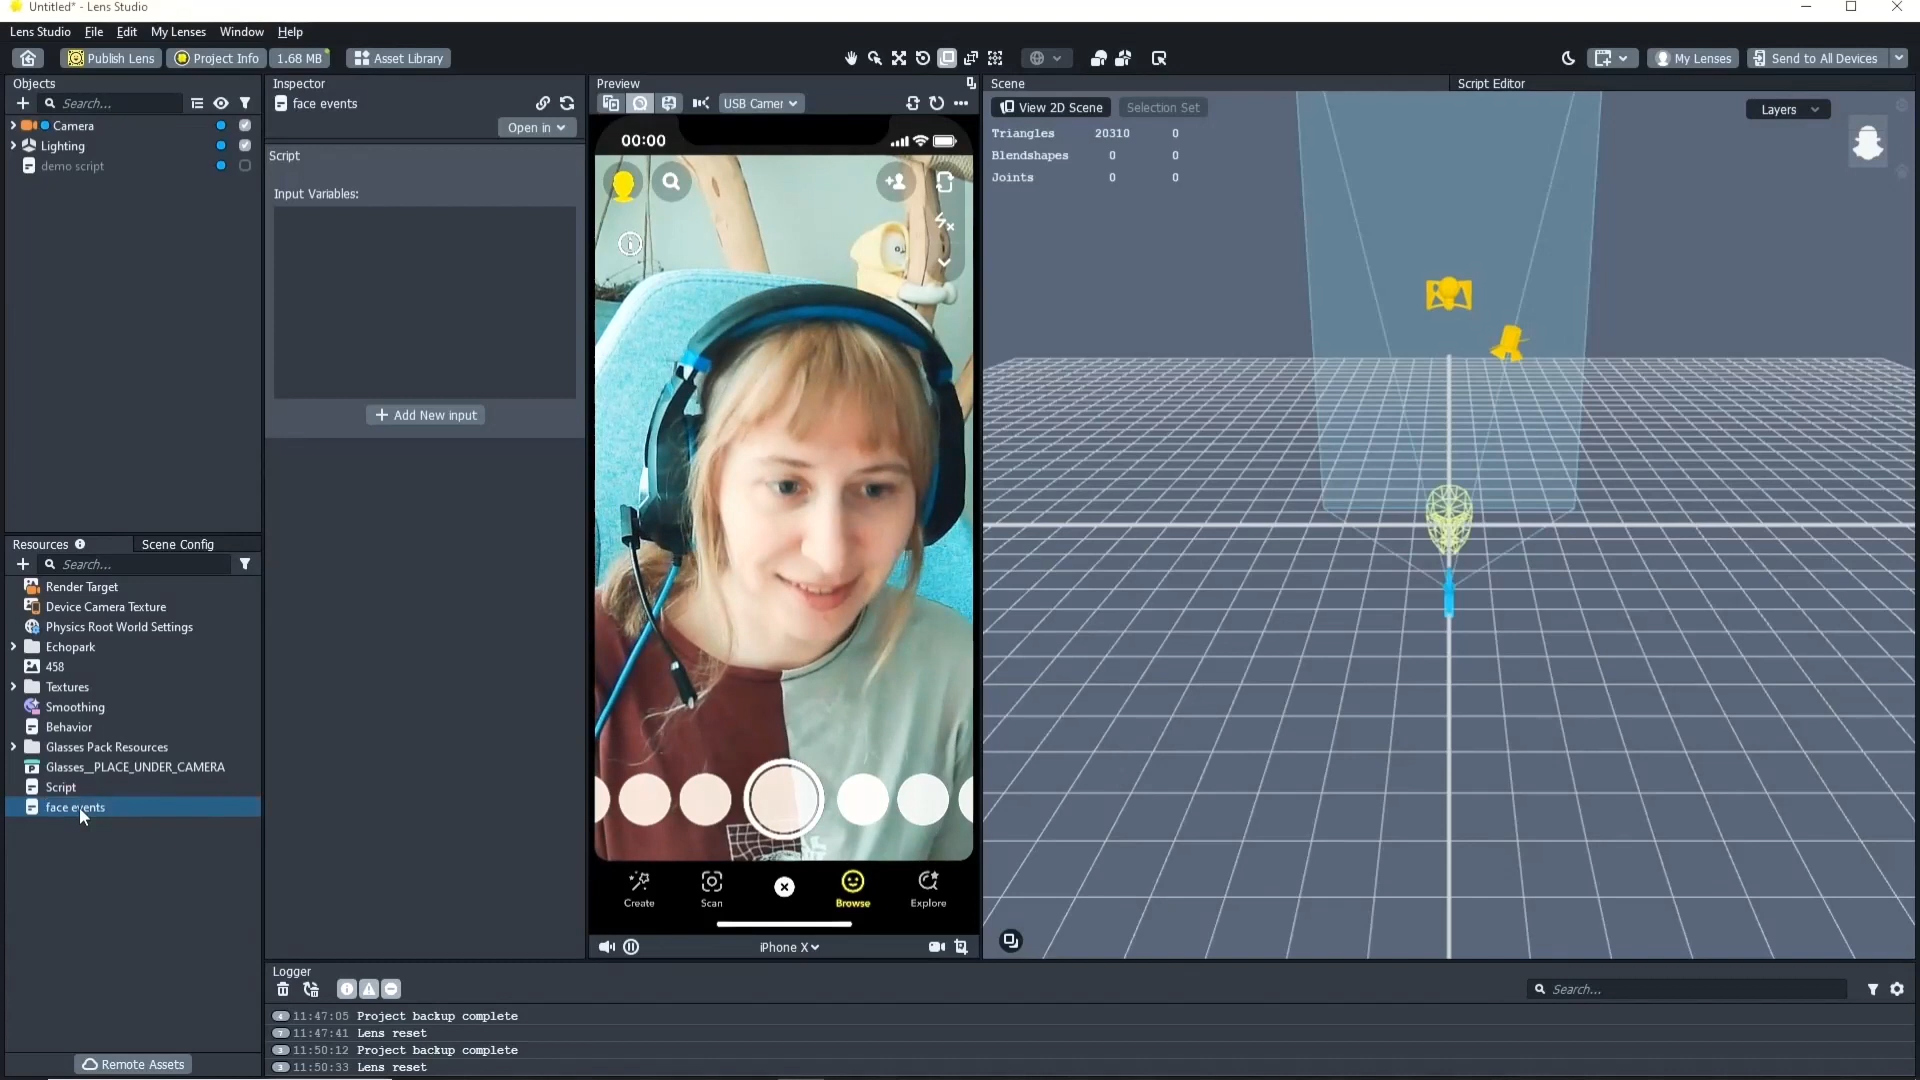 Untitled* - Lens Studio
Lens Studio File Edit My Lenses Window Help
Publish Lens Project Info 1.68 MB Asset Library My Lenses Send to All Devices
Objects
Search...
Camera
Lighting
demo script
Inspector
face events
Open in
Script
Input Variables:
+ Add New input
Preview
USB Camer
00:00
Create
Scan
Browse
Explore
iPhone X
Scene
Script Editor
View 2D Scene
Selection Set
Layers
Triangles 20310 0
Blendshapes 0 0
Joints 0 0
Resources
Scene Config
Search...
Render Target
Device Camera Texture
Physics Root World Settings
Echopark
458
Textures
Smoothing
Behavior
Glasses Pack Resources
Glasses__PLACE_UNDER_CAMERA
Script
face events
Remote Assets
Logger
Search...
11:47:05 Project backup complete
11:47:41 Lens reset
11:50:12 Project backup complete
11:50:33 Lens reset